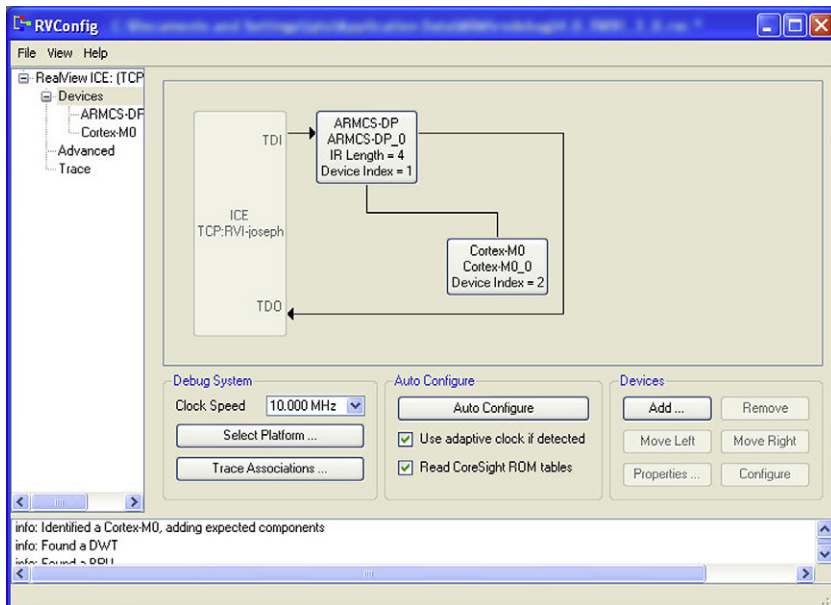 RVConfig
File View Help
RealView ICE: (TCP
Devices
ARMCS-DP
Cortex-M0
Advanced
Trace
TDI
ICE
TCP:RVI-joseph
TDO
ARMCS-DP
ARMCS-DP_0
IR Length = 4
Device Index = 1
Cortex-M0
Cortex-M0_0
Device Index = 2
Debug System
Clock Speed 10.000 MHz
Select Platform ...
Trace Associations ...
Auto Configure
Auto Configure
Use adaptive clock if detected
Read CoreSight ROM tables
Devices
Add ... Remove
Move Left Move Right
Properties ... Configure
info: Identified a Cortex-M0, adding expected components
info: Found a DWT
info: Found a BPU